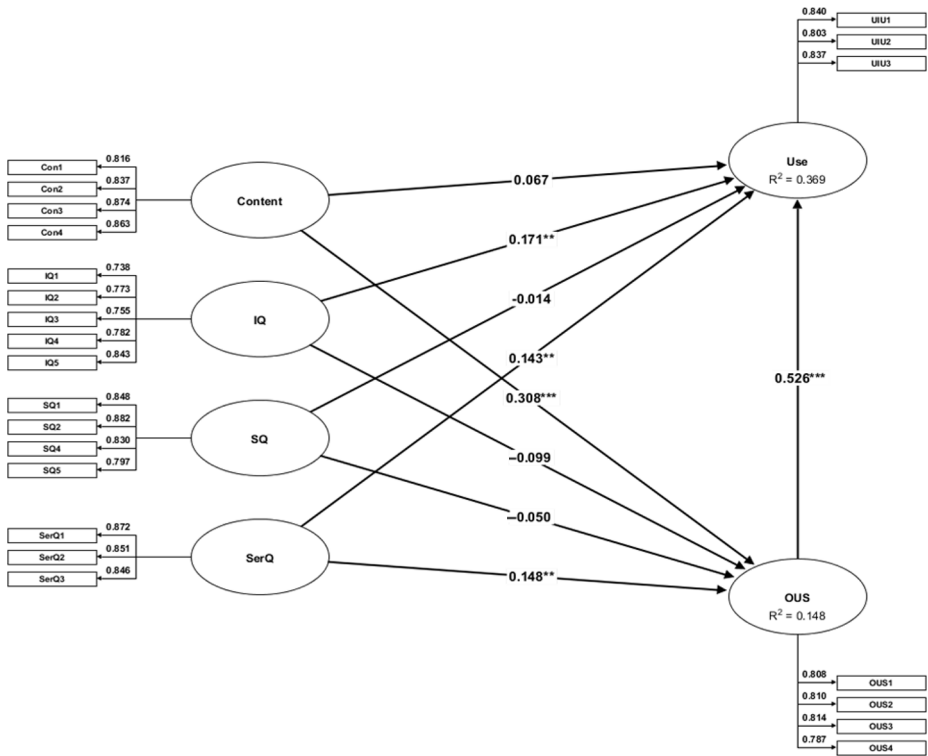 0.840
UIU1
0.803
UIU2
0.837
UIU3
Use
R² = 0.369
0.816
Con1
0.837
Con2
0.874
Con3
0.863
Con4
Content
0.067
0.738
IQ1
0.773
IQ2
0.755
IQ3
0.782
IQ4
0.843
IQ5
IQ
0.171**
-0.014
0.143**
0.308***
0.526***
0.848
SQ1
0.882
SQ2
0.830
SQ4
0.797
SQ5
SQ
–0.099
–0.050
0.872
SerQ1
0.851
SerQ2
0.846
SerQ3
SerQ
0.148**
OUS
R² = 0.148
0.808
OUS1
0.810
OUS2
0.814
OUS3
0.787
OUS4